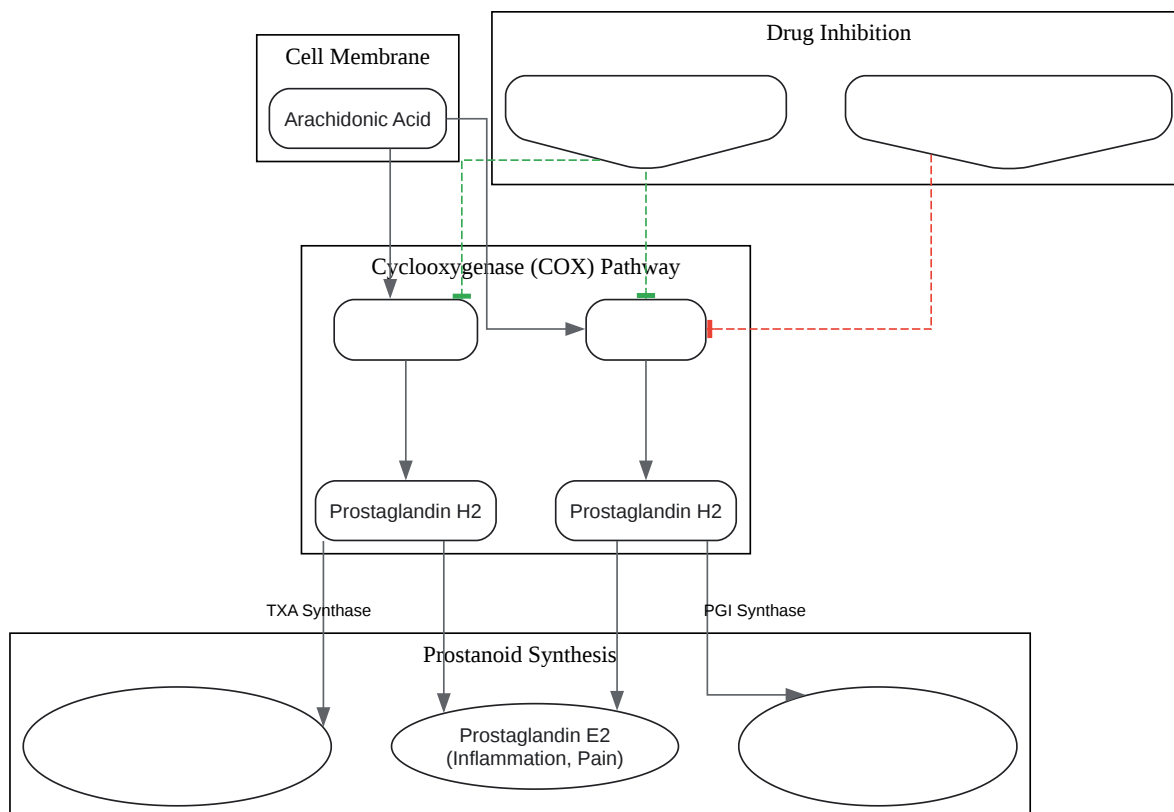 Drug Inhibition
Cell Membrane
Arachidonic Acid
Cyclooxygenase (COX) Pathway
Prostaglandin H2
Prostaglandin H2
TXA Synthase
PGI Synthase
Prostanoid Synthesis
Prostaglandin E2
(Inflammation, Pain)